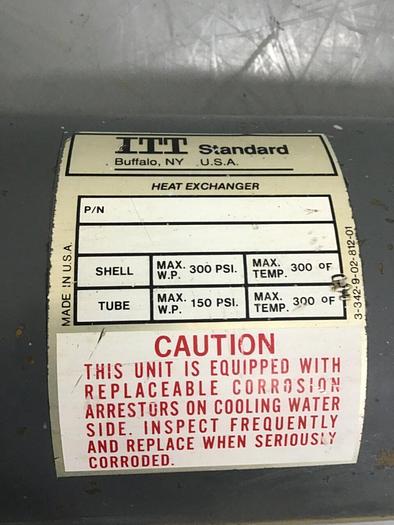 ITT Standard
Buffalo, NY U.S.A.
HEAT EXCHANGER
P/N
SHELL MAX. W.P. 300 PSI. MAX. TEMP. 300 OF
TUBE MAX. W.P. 150 PSI. MAX. TEMP. 300 OF
MADE IN U.S.A.
3-342-9-02-812-01
CAUTION
THIS UNIT IS EQUIPPED WITH
REPLACEABLE CORROSION
ARRESTORS ON COOLING WATER
SIDE. INSPECT FREQUENTLY
AND REPLACE WHEN SERIOUSLY
CORRODED.